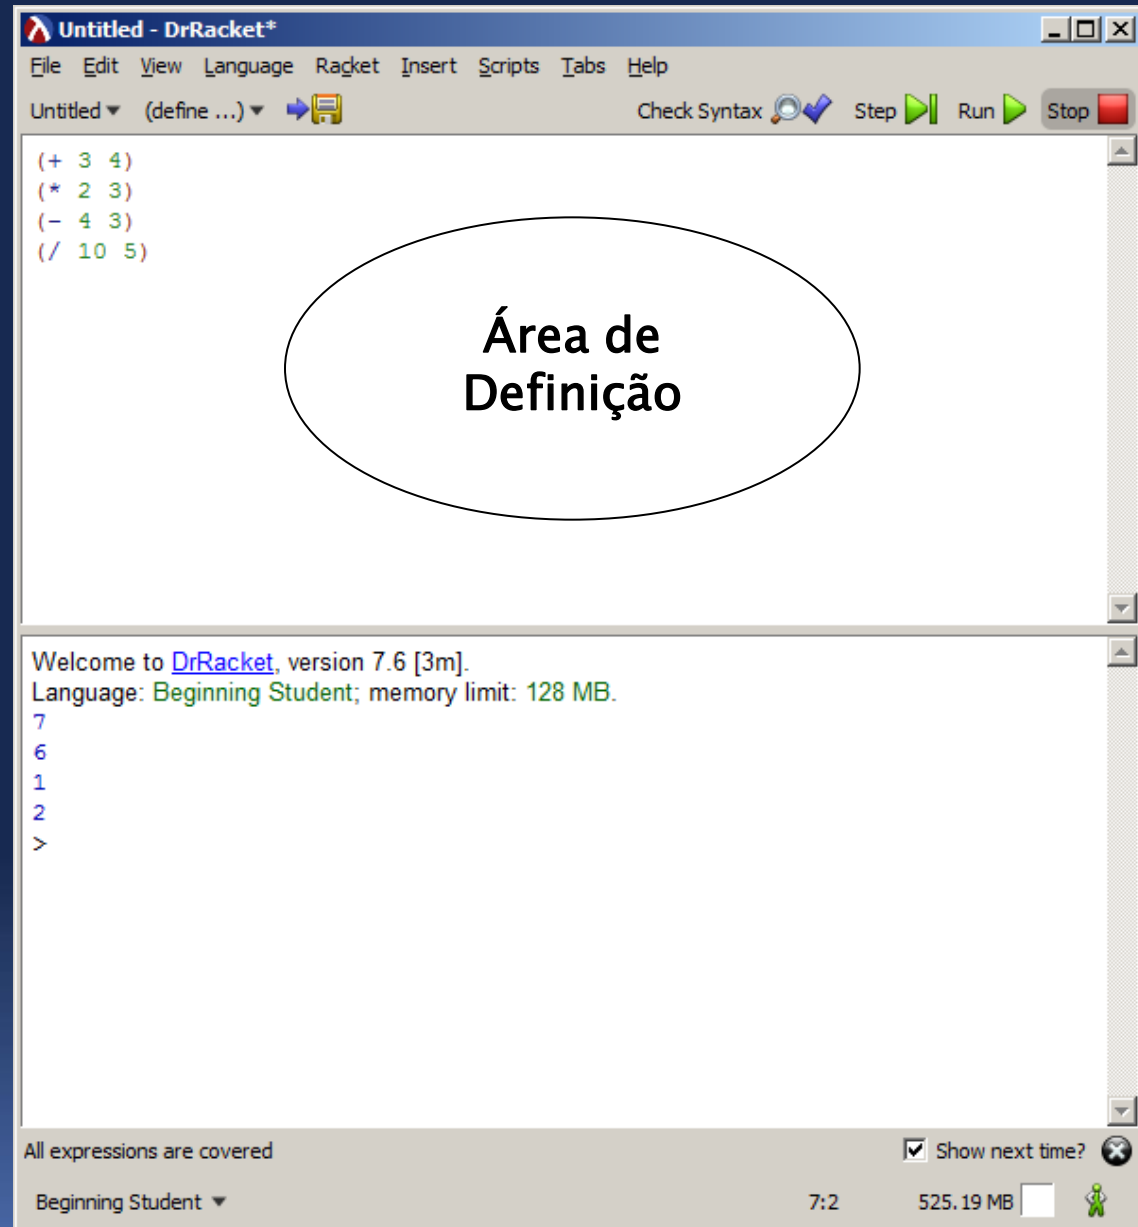 Untitled - DrRacket*
File Edit View Language Racket Insert Scripts Tabs Help
Untitled (define ...) Check Syntax Step Run Stop
(+ 3 4)
(* 2 3)
(- 4 3)
(/ 10 5)
Área de
Definição
Welcome to DrRacket, version 7.6 [3m].
Language: Beginning Student; memory limit: 128 MB.
7
6
1
2
>
All expressions are covered Show next time?
Beginning Student 7:2 525.19 MB